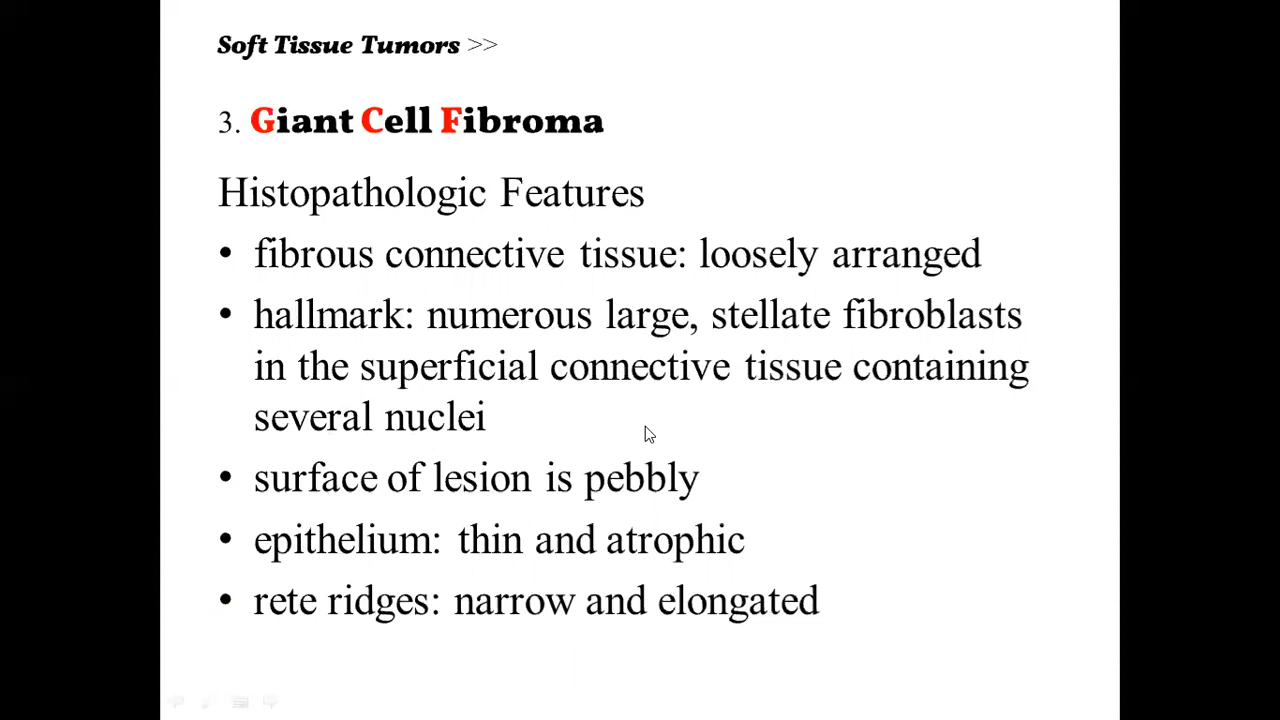 Soft Tissue Tumors >>
3. Giant Cell Fibroma
Histopathologic Features
• fibrous connective tissue: loosely arranged
• hallmark: numerous large, stellate fibroblasts
in the superficial connective tissue containing
several nuclei
• surface of lesion is pebbly
• epithelium: thin and atrophic
• rete ridges: narrow and elongated